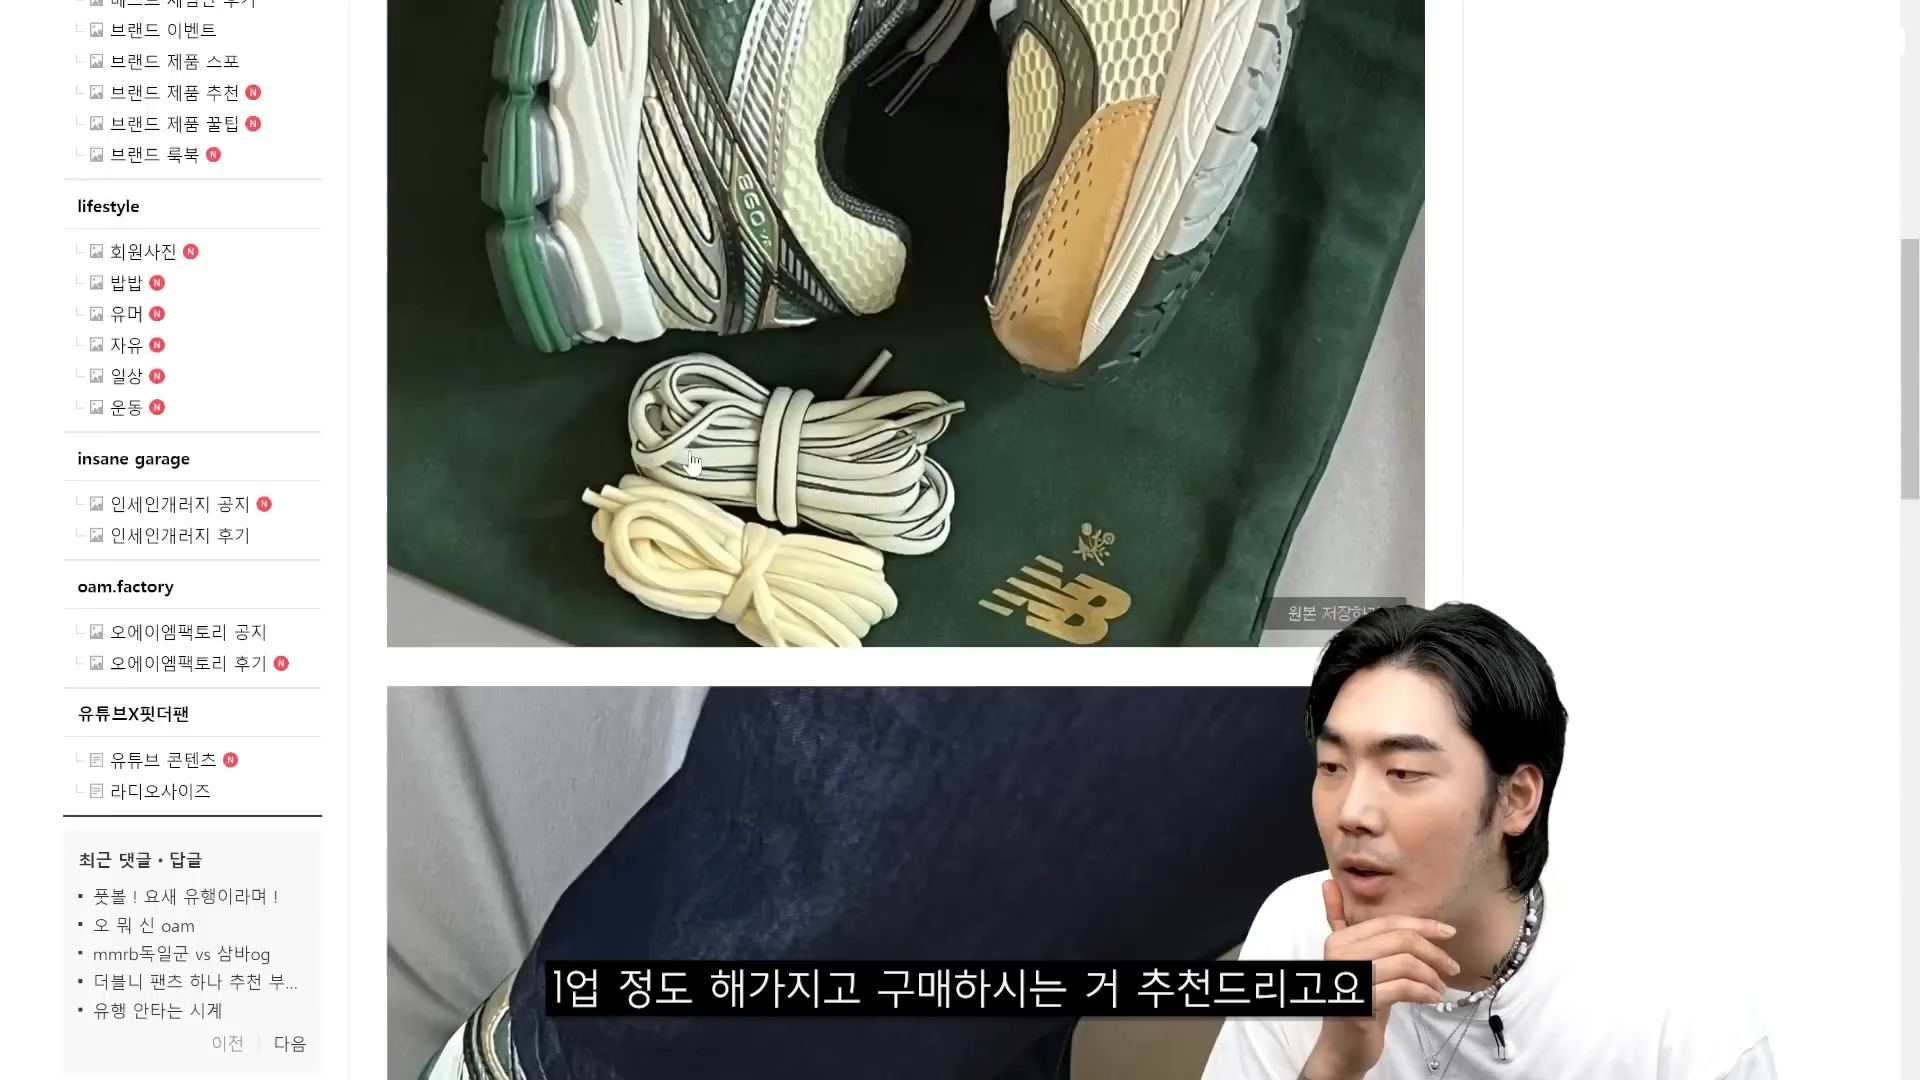 브랜드 이벤트
브랜드 제품 스포
브랜드 제품 추천 N
브랜드 제품 꿀팁 N
브랜드 룩북 N
lifestyle
회원사진 N
밥밥 N
유머 N
자유 N
일상 N
운동 N
insane garage
인세인개러지 공지 N
인세인개러지 후기
oam.factory
오에이엠팩토리 공지
오에이엠팩토리 후기 N
유튜브X핏더팬
유튜브 콘텐츠 N
라디오사이즈
최근 댓글 · 답글
풋볼 ! 요새 유행이라며 !
오 뭐 신 oam
mmrb독일군 vs 삼바og
더블니 팬츠 하나 추천 부...
유행 안타는 시계
이전 | 다음
860 v2
NB
원본
1업 정도 해가지고 구매하시는 거 추천드리고요